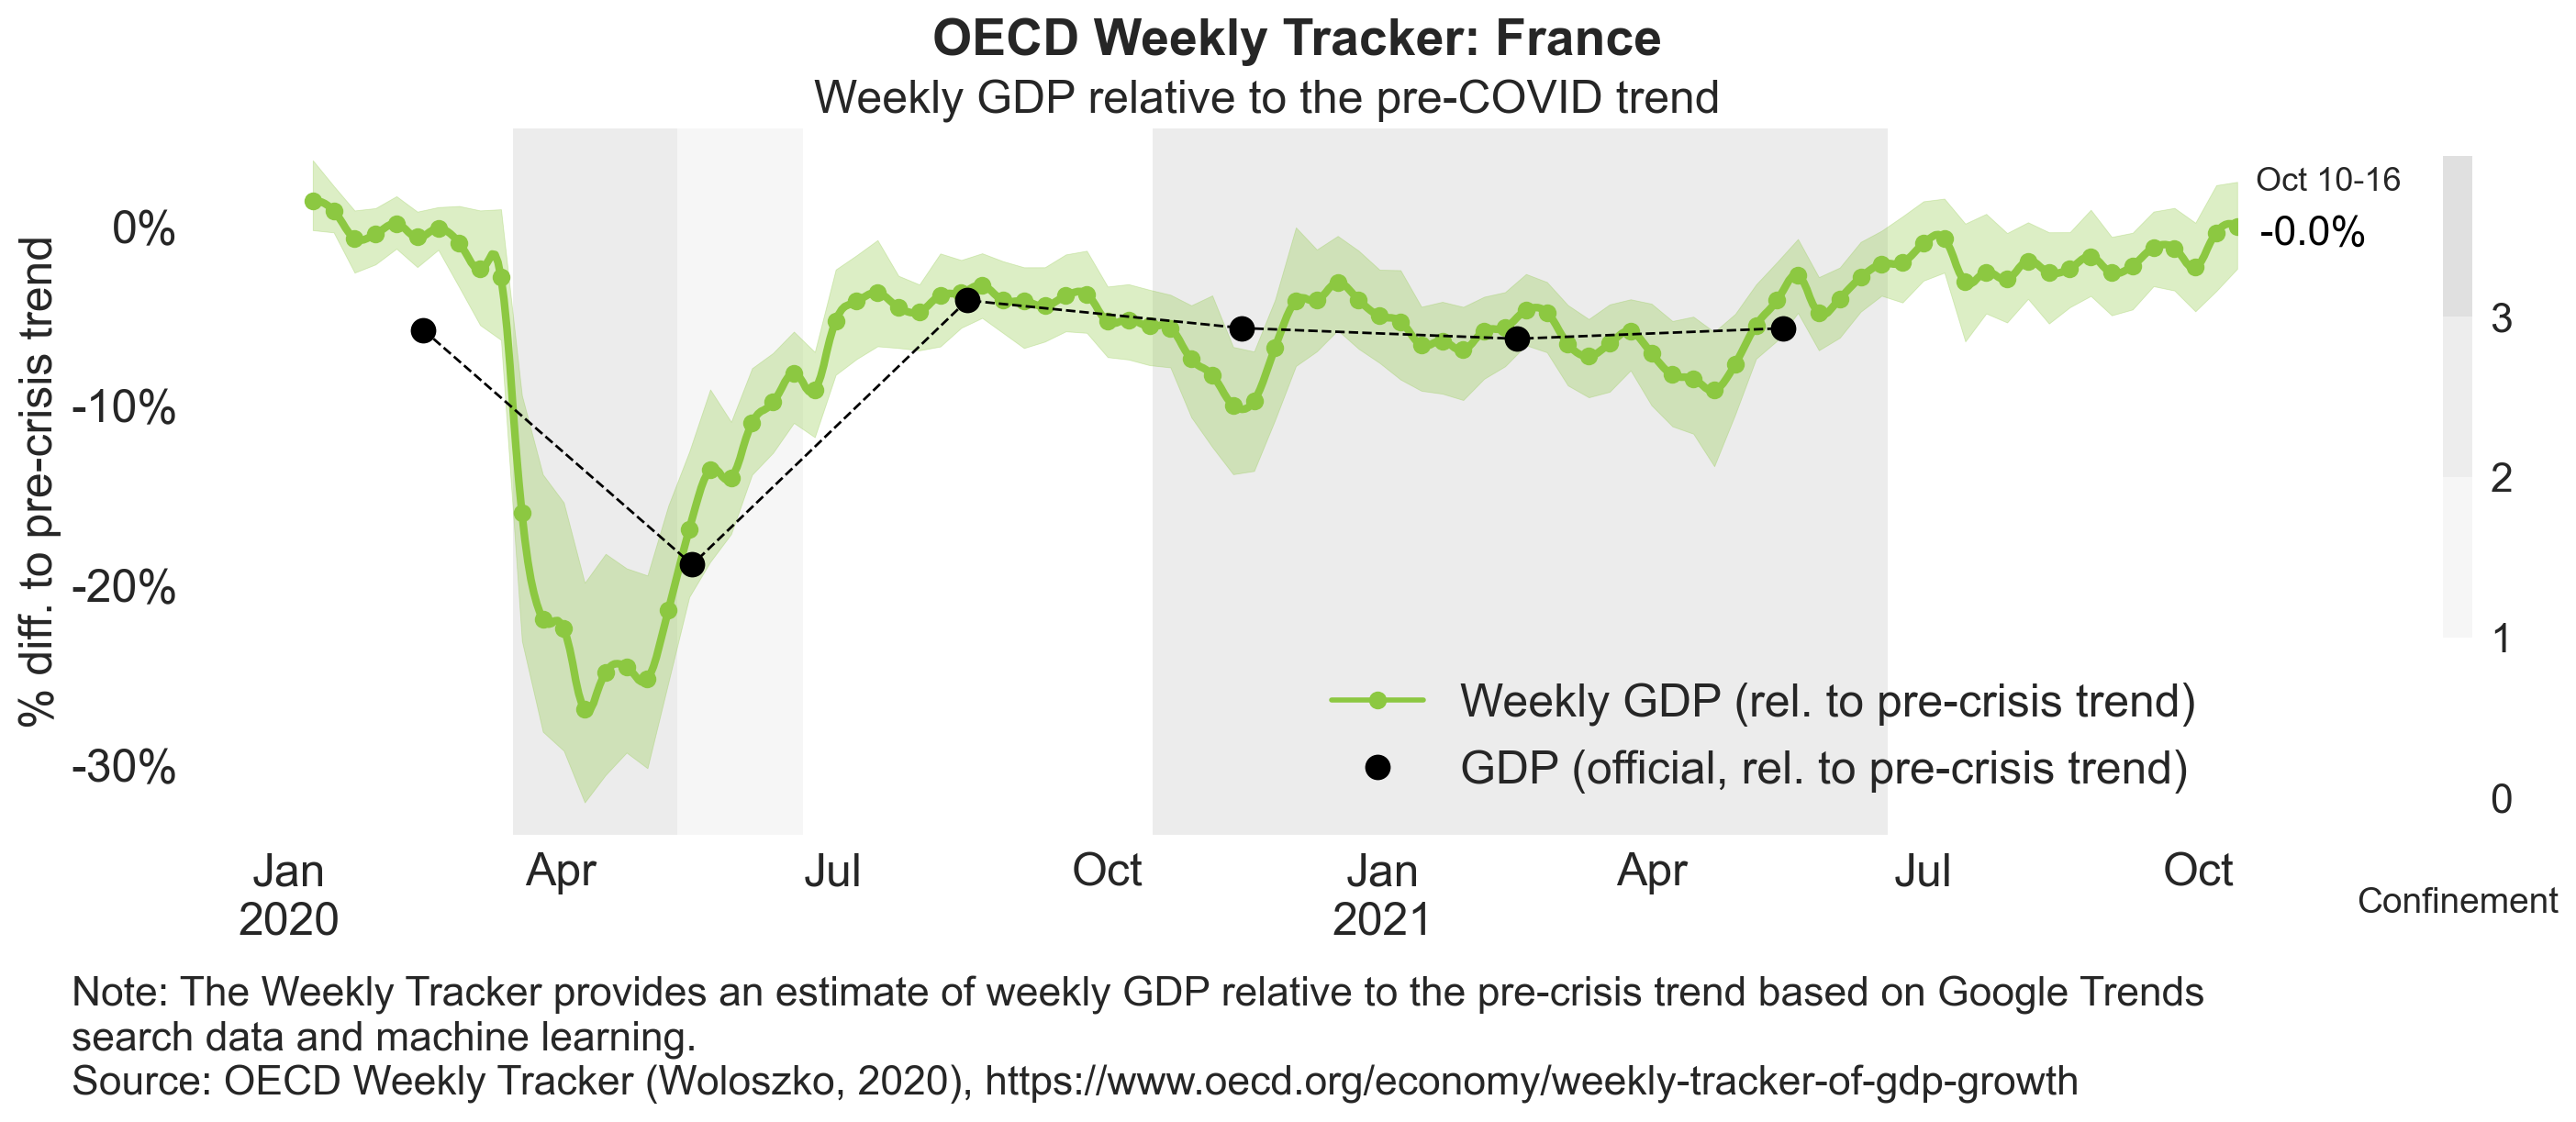 OECD Weekly Tracker: France
Weekly GDP relative to the pre-COVID trend
% diff. to pre-crisis trend
0%
-10%
-20%
-30%
Oct 10-16
-0.0%
3
2
1
0
Confinement
Weekly GDP (rel. to pre-crisis trend)
GDP (official, rel. to pre-crisis trend)
Jan Apr Jul Oct Jan Apr Jul Oct
2020 2021
Note: The Weekly Tracker provides an estimate of weekly GDP relative to the pre-crisis trend based on Google Trends
search data and machine learning.
Source: OECD Weekly Tracker (Woloszko, 2020), https://www.oecd.org/economy/weekly-tracker-of-gdp-growth